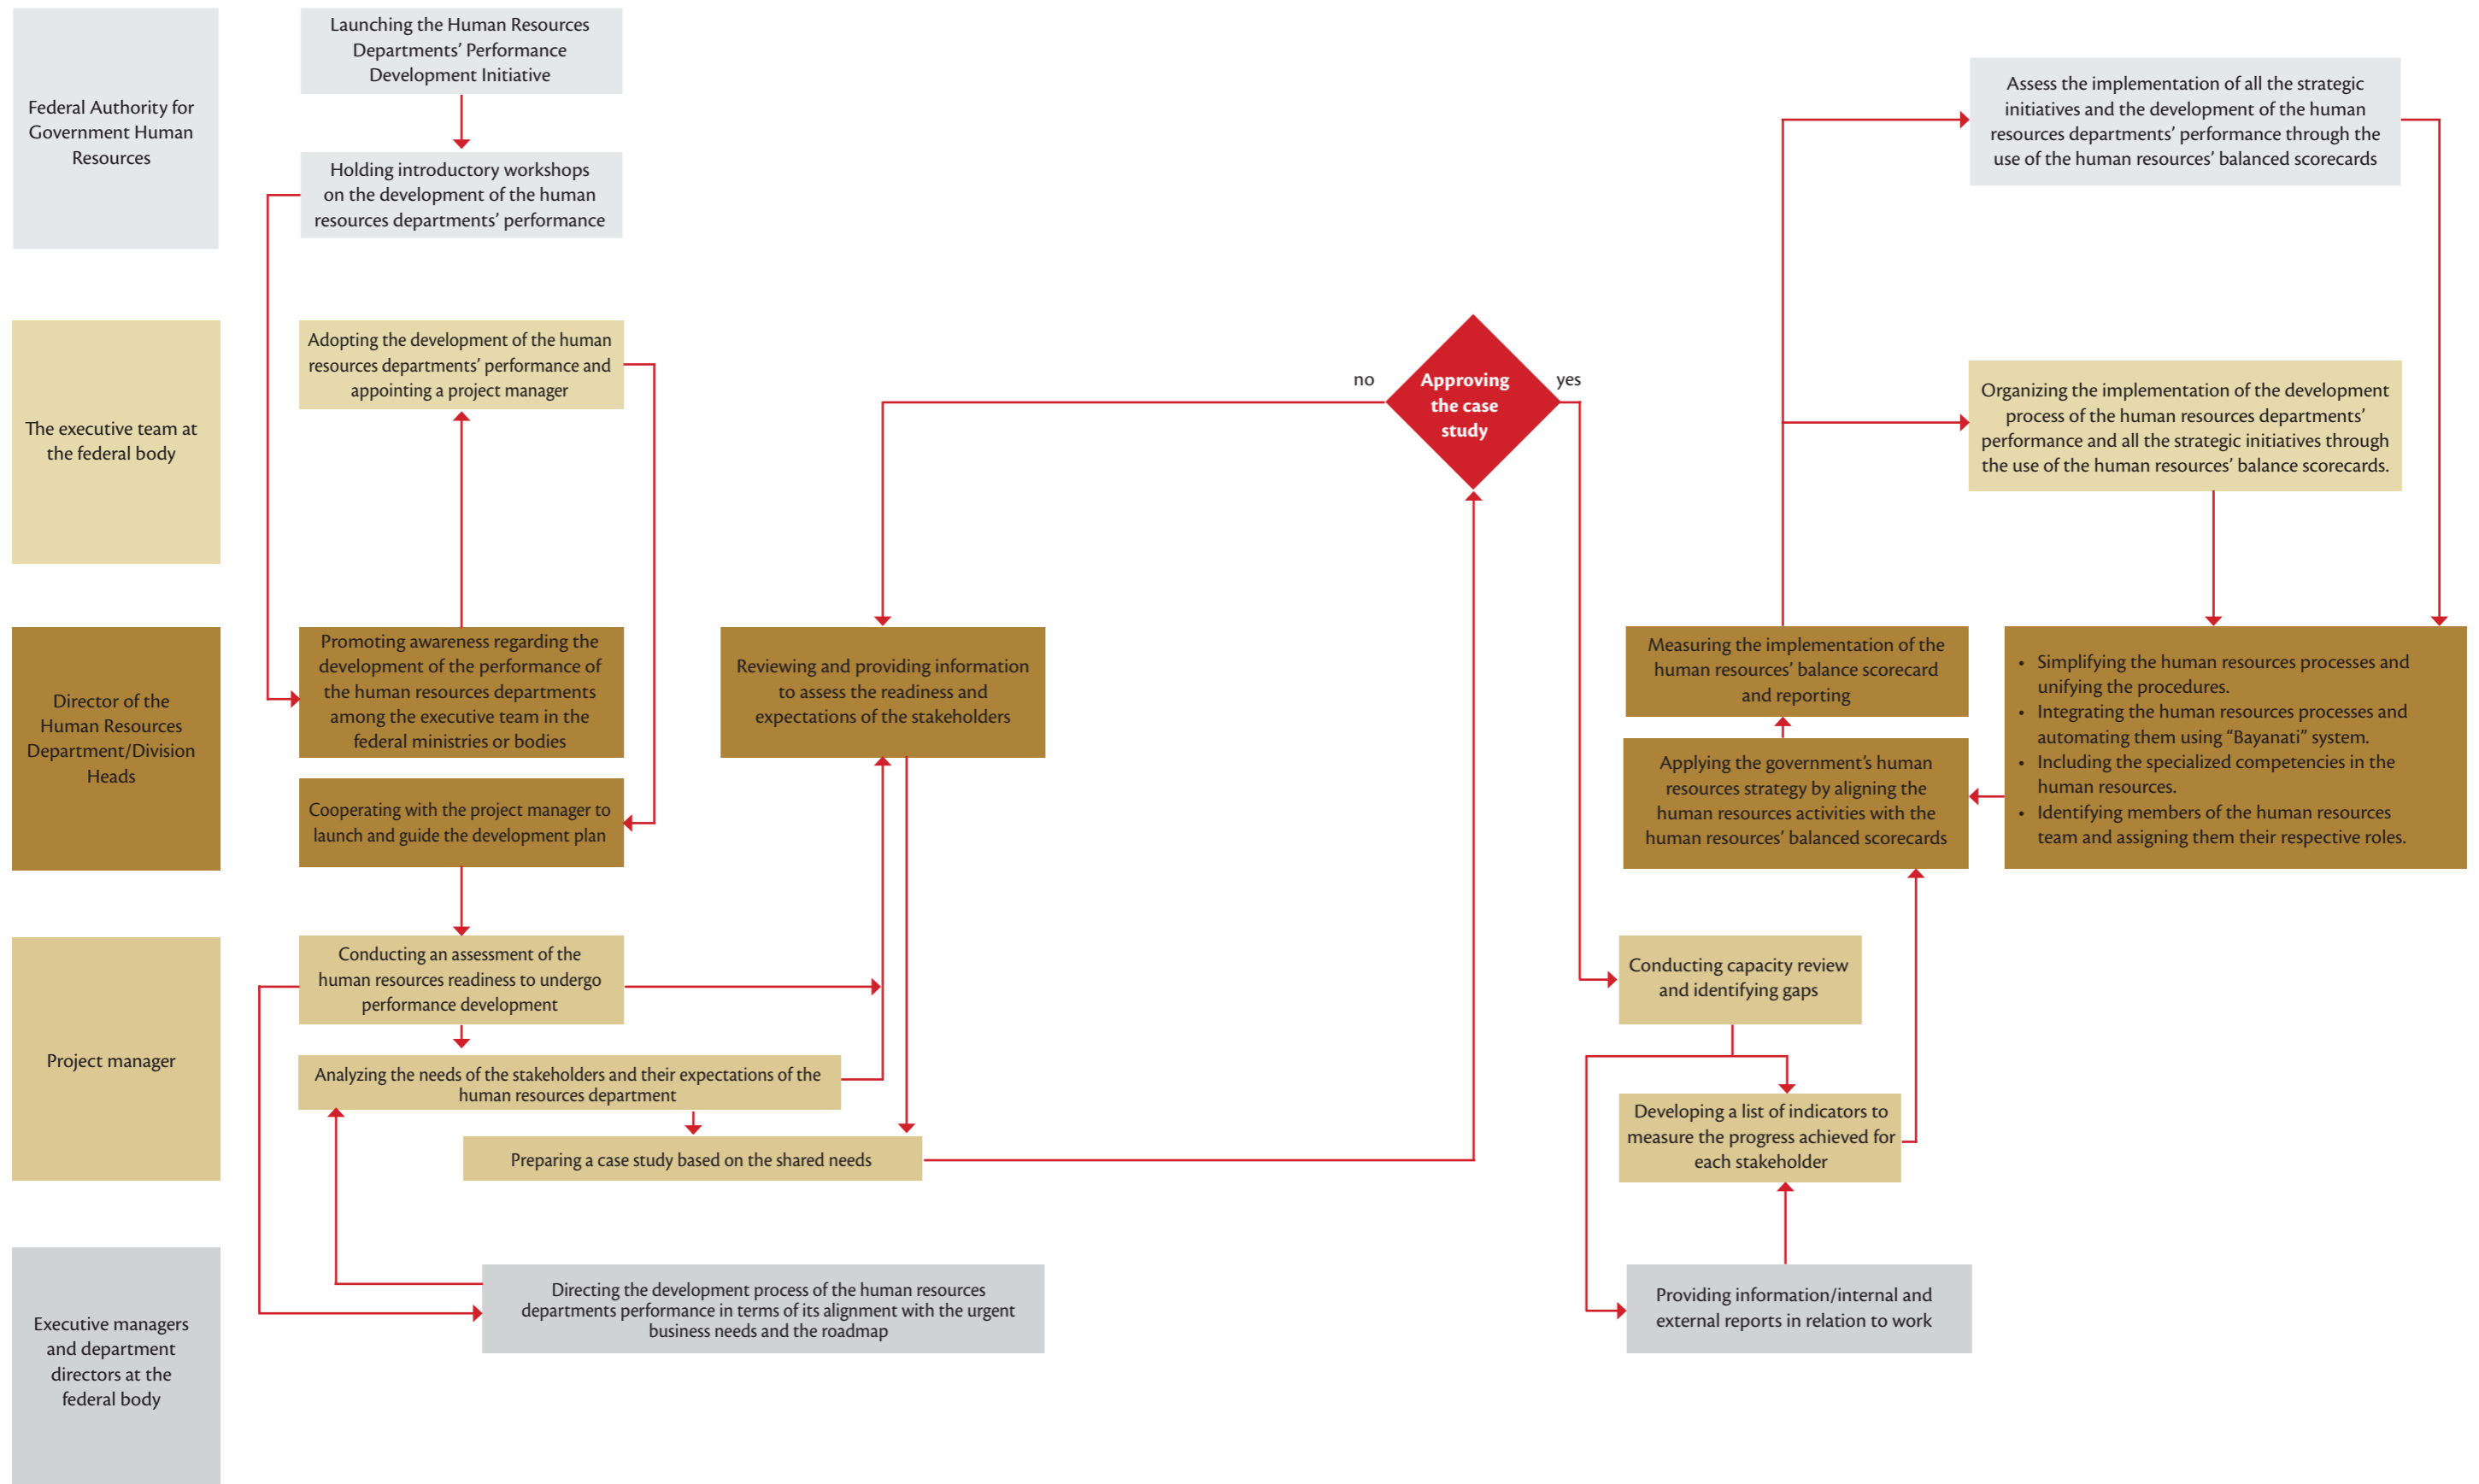 Federal Authority for
Government Human
Resources
Launching the Human Resources
Departments’ Performance
Development Initiative
Holding introductory workshops
on the development of the human
resources departments’ performance
Assess the implementation of all the strategic
initiatives and the development of the human
resources departments’ performance through the
use of the human resources’ balanced scorecards
The executive team at
the federal body
Adopting the development of the human
resources departments’ performance and
appointing a project manager
no
Approving
the case
study
yes
Organizing the implementation of the development
process of the human resources departments’
performance and all the strategic initiatives through
the use of the human resources’ balance scorecards.
Director of the
Human Resources
Department/Division
Heads
Promoting awareness regarding the
development of the performance of
the human resources departments
among the executive team in the
federal ministries or bodies
Cooperating with the project manager to
launch and guide the development plan
Reviewing and providing information
to assess the readiness and
expectations of the stakeholders
Measuring the implementation of the
human resources’ balance scorecard
and reporting
Applying the government’s human
resources strategy by aligning the
human resources activities with the
human resources’ balanced scorecards
• Simplifying the human resources processes and
unifying the procedures.
• Integrating the human resources processes and
automating them using “Bayanati” system.
• Including the specialized competencies in the
human resources.
• Identifying members of the human resources
team and assigning them their respective roles.
Project manager
Conducting an assessment of the
human resources readiness to undergo
performance development
Analyzing the needs of the stakeholders and their expectations of the
human resources department
Preparing a case study based on the shared needs
Conducting capacity review
and identifying gaps
Developing a list of indicators to
measure the progress achieved for
each stakeholder
Executive managers
and department
directors at the
federal body
Directing the development process of the human resources
departments performance in terms of its alignment with the urgent
business needs and the roadmap
Providing information/internal and
external reports in relation to work